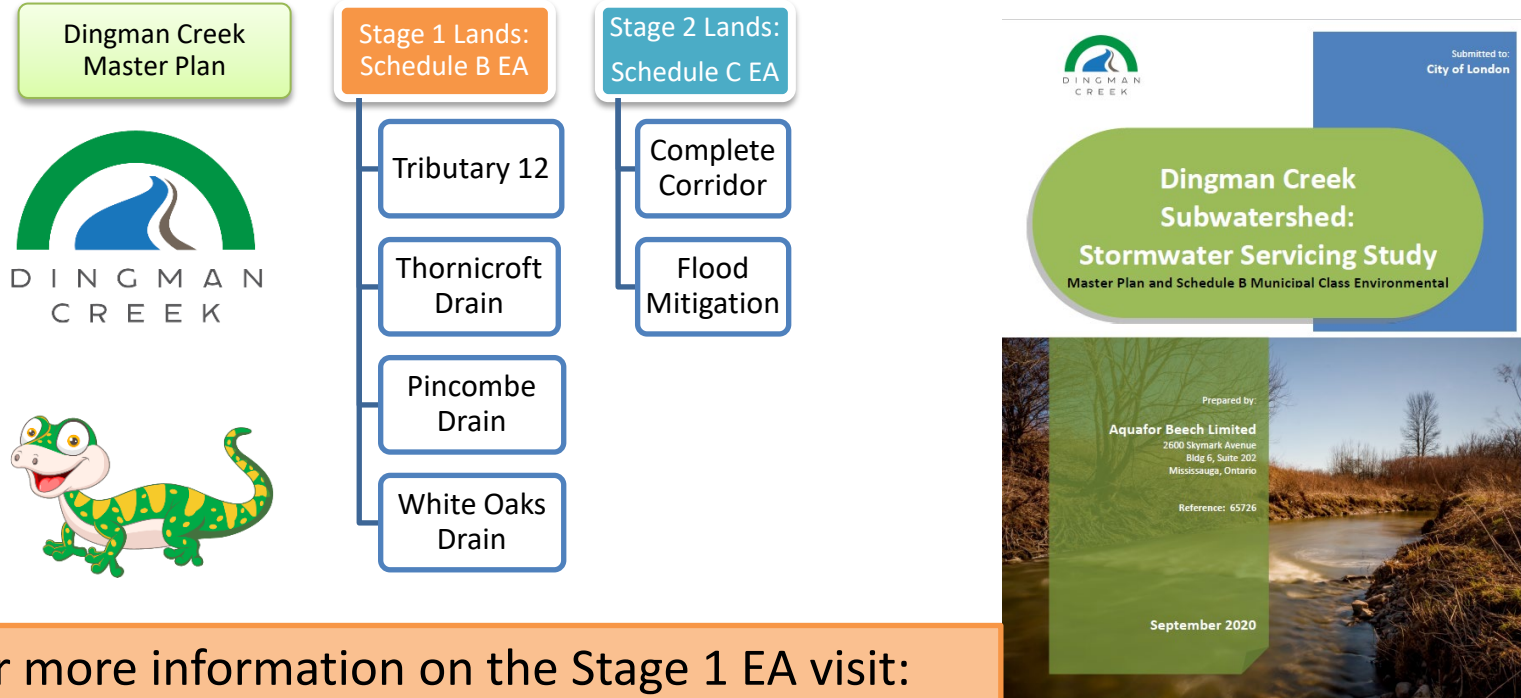 Dingman Creek
Master Plan
DINGMAN
CREEK
Stage 1 Lands:
Schedule B EA
Tributary 12
Thornicroft
Drain
Pincombe
Drain
White Oaks
Drain
Stage 2 Lands:
Schedule C EA
Complete
Corridor
Flood
Mitigation
DINGMAN
CREEK
Submitted to:
City of London
Dingman Creek
Subwatershed:
Stormwater Servicing Study
Master Plan and Schedule B Municipal Class Environmental
Prepared by:
Aquafor Beech Limited
2600 Skymark Avenue
Bldg 6, Suite 202
Mississauga, Ontario
Reference: 65726
September 2020
r more information on the Stage 1 EA visit: